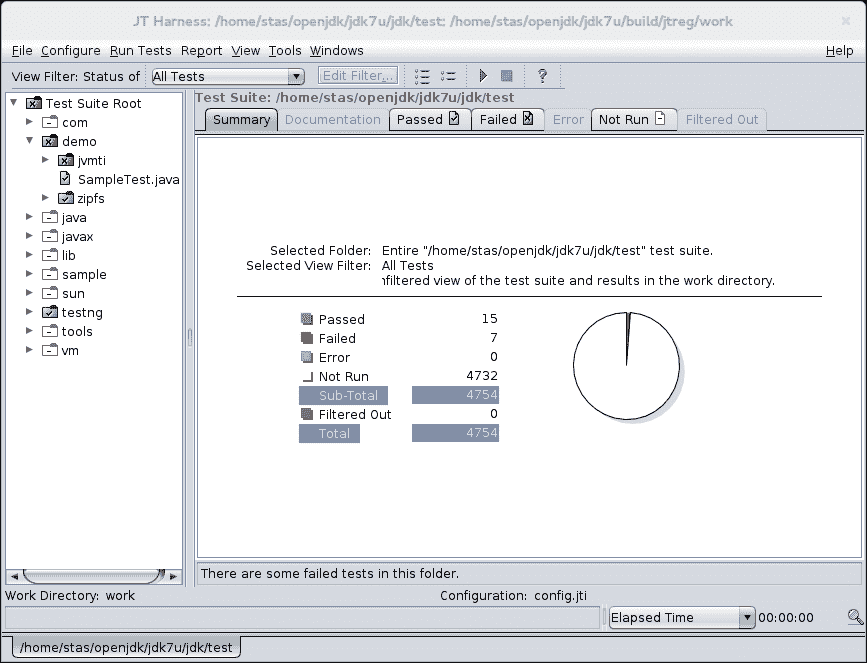 JT Harness: /home/stas/openjdk/jdk7u/jdk/test: /home/stas/openjdk/jdk7u/build/jtreg/work
File Configure Run Tests Report View Tools Windows Help
View Filter: Status of All Tests Edit Filter...
Test Suite Root
com
demo
jvmti
SampleTest.java
zipfs
java
javax
lib
sample
sun
testng
tools
vm
Test Suite: /home/stas/openjdk/jdk7u/jdk/test
Summary Documentation Passed Failed Error Not Run Filtered Out
Selected Folder: Entire "/home/stas/openjdk/jdk7u/jdk/test" test suite.
Selected View Filter: All Tests
nfiltered view of the test suite and results in the work directory.
Passed 15
Failed 7
Error 0
Not Run 4732
Sub-Total 4754
Filtered Out 0
Total 4754
There are some failed tests in this folder.
Work Directory: work Configuration: config.jti
Elapsed Time 00:00:00
/home/stas/openjdk/jdk7u/jdk/test